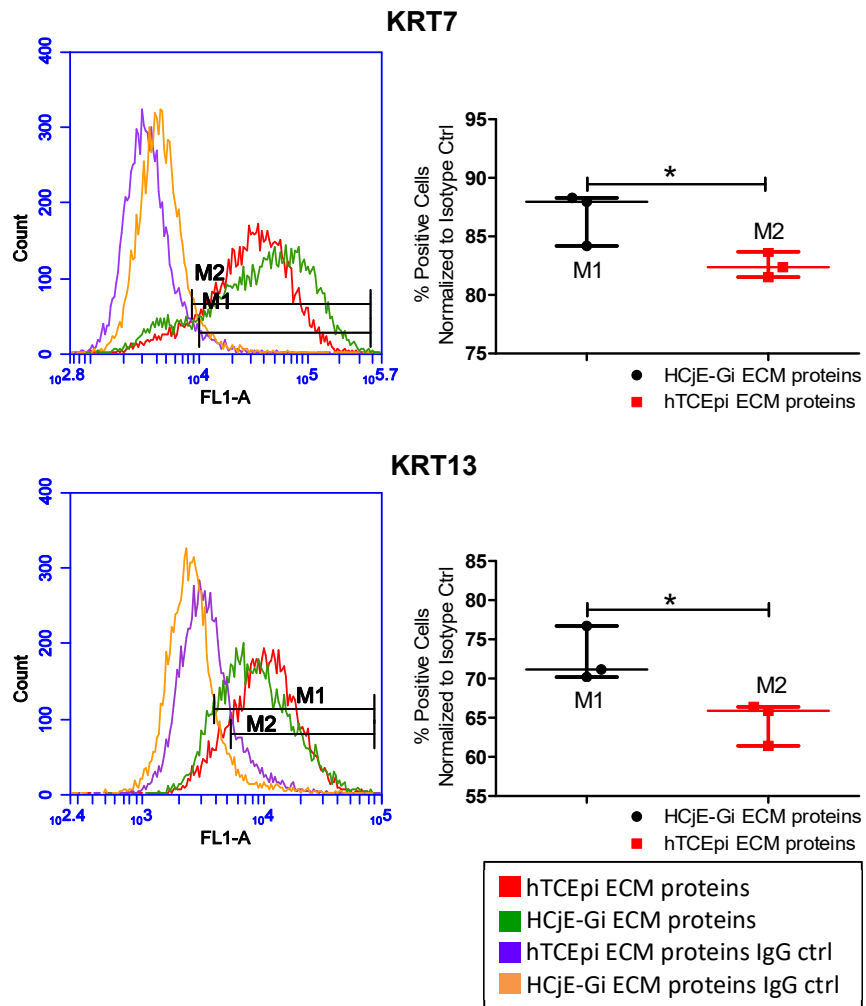 KRT7
400
300
200
100
0
Count
M2
M1
10^2.8
10^4
10^5
10^5.7
FL1-A
95
90
85
80
75
% Positive Cells
Normalized to Isotype Ctrl
*
M1
M2
HCjE-Gi ECM proteins
hTCEpi ECM proteins
KRT13
400
300
200
100
0
Count
M1
M2
10^2.4
10^3
10^4
10^5
FL1-A
85
80
75
70
65
60
55
% Positive Cells
Normalized to Isotype Ctrl
*
M1
M2
HCjE-Gi ECM proteins
hTCEpi ECM proteins
hTCEpi ECM proteins
HCjE-Gi ECM proteins
hTCEpi ECM proteins IgG ctrl
HCjE-Gi ECM proteins IgG ctrl